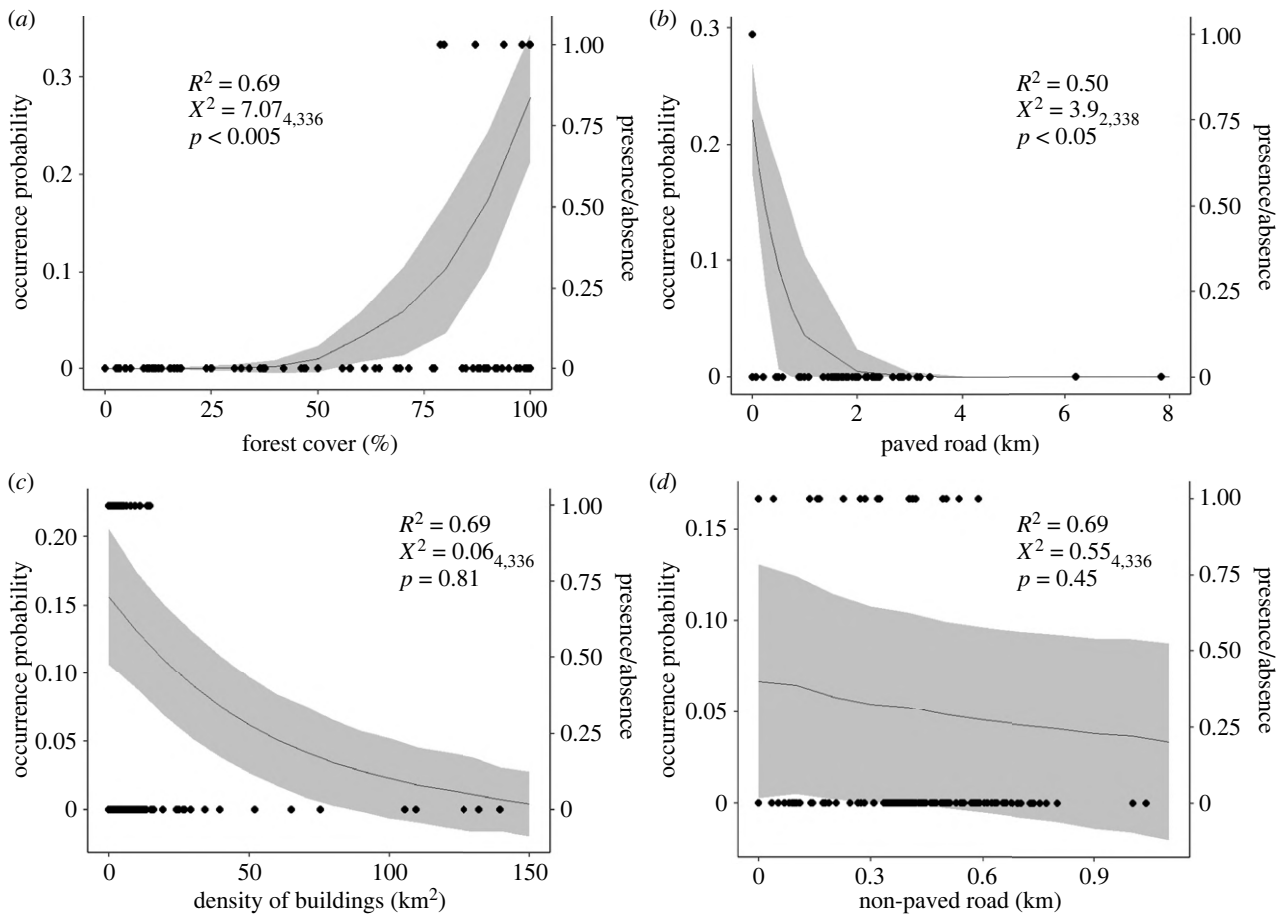 (a)
R² = 0.69
X² = 7.07₄,₃₃₆
p < 0.005
occurrence probability
0.3
0.2
0.1
0
presence/absence
1.00
0.75
0.50
0.25
0
0 25 50 75 100
forest cover (%)
(b)
R² = 0.50
X² = 3.9₂,₃₃₈
p < 0.05
occurrence probability
0.3
0.2
0.1
0
presence/absence
1.00
0.75
0.50
0.25
0
0 2 4 6 8
paved road (km)
(c)
R² = 0.69
X² = 0.06₄,₃₃₆
p = 0.81
occurrence probability
0.20
0.15
0.10
0.05
0
presence/absence
1.00
0.75
0.50
0.25
0
0 50 100 150
density of buildings (km²)
(d)
R² = 0.69
X² = 0.55₄,₃₃₆
p = 0.45
occurrence probability
0.15
0.10
0.05
0
presence/absence
1.00
0.75
0.50
0.25
0
0 0.3 0.6 0.9
non-paved road (km)